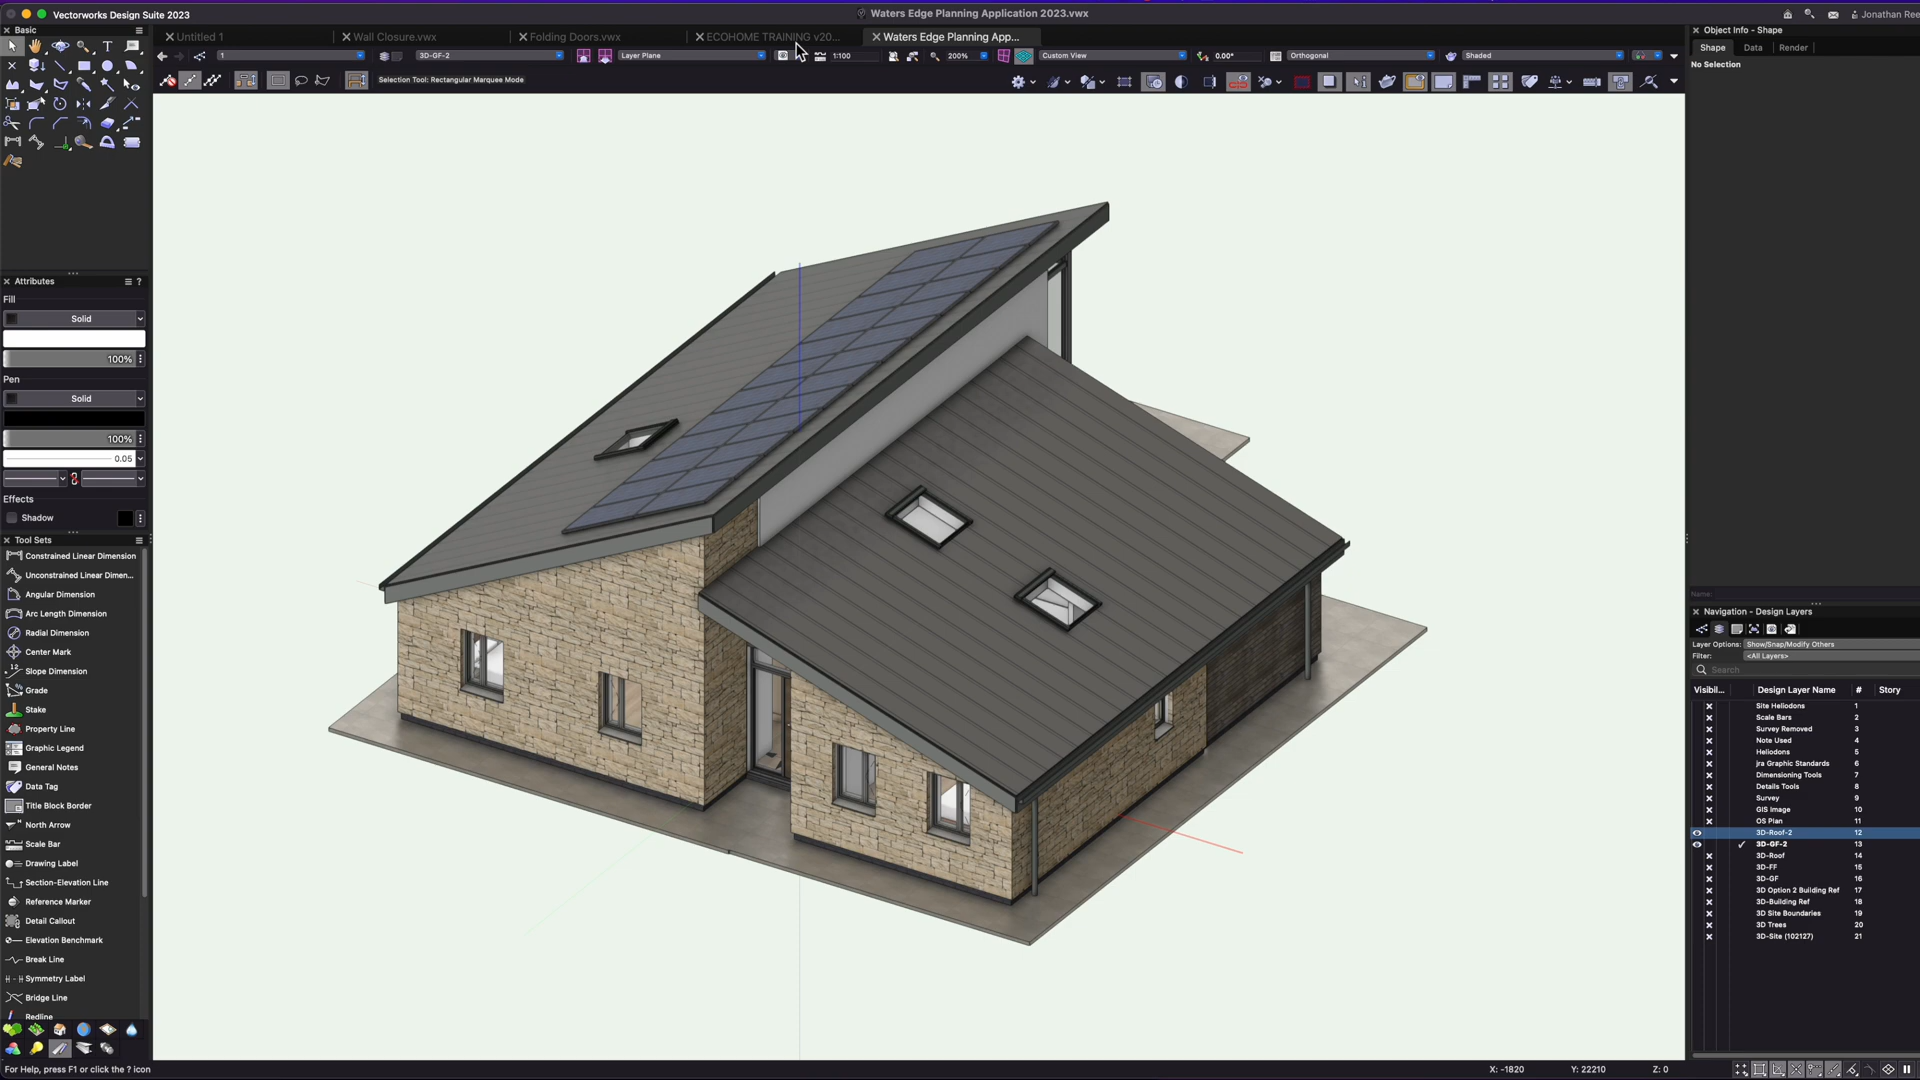 Vectorworks Design Suite 2023
Waters Edge Planning Application 2023.vwx
Jonathan Ree
Basic
Untitled 1
Wall Closure.vwx
Folding Doors.vwx
ECOHOME TRAINING v20...
Waters Edge Planning App...
1
3D-GF-2
Layer Plane
1:100
200%
Custom View
0.00°
Orthogonal
Shaded
Selection Tool: Rectangular Marquee Mode
Object Info - Shape
Shape
Data
Render
No Selection
Attributes
Fill
Solid
100%
Pen
Solid
100%
0.05
Effects
Shadow
Tool Sets
Constrained Linear Dimension
Unconstrained Linear Dimen...
Angular Dimension
Arc Length Dimension
Radial Dimension
Center Mark
Slope Dimension
Grade
Stake
Property Line
Graphic Legend
General Notes
Data Tag
Title Block Border
North Arrow
Scale Bar
Drawing Label
Section-Elevation Line
Reference Marker
Detail Callout
Elevation Benchmark
Break Line
Symmetry Label
Bridge Line
Redline
Name:
Navigation - Design Layers
Layer Options: Show/Snap/Modify Others
Filter: <All Layers>
Search
Visibil... Design Layer Name # Story
Site Heliodons 1
Scale Bars 2
Survey Removed 3
Note Used 4
Heliodons 5
jra Graphic Standards 6
Dimensioning Tools 7
Details Tools 8
Survey 9
GIS Image 10
OS Plan 11
3D-Roof-2 12
3D-GF-2 13
3D-Roof 14
3D-FF 15
3D-GF 16
3D Option 2 Building Ref 17
3D-Building Ref 18
3D Site Boundaries 19
3D Trees 20
3D-Site (102127) 21
For Help, press F1 or click the ? icon
X: -1820 Y: 22210 Z: 0